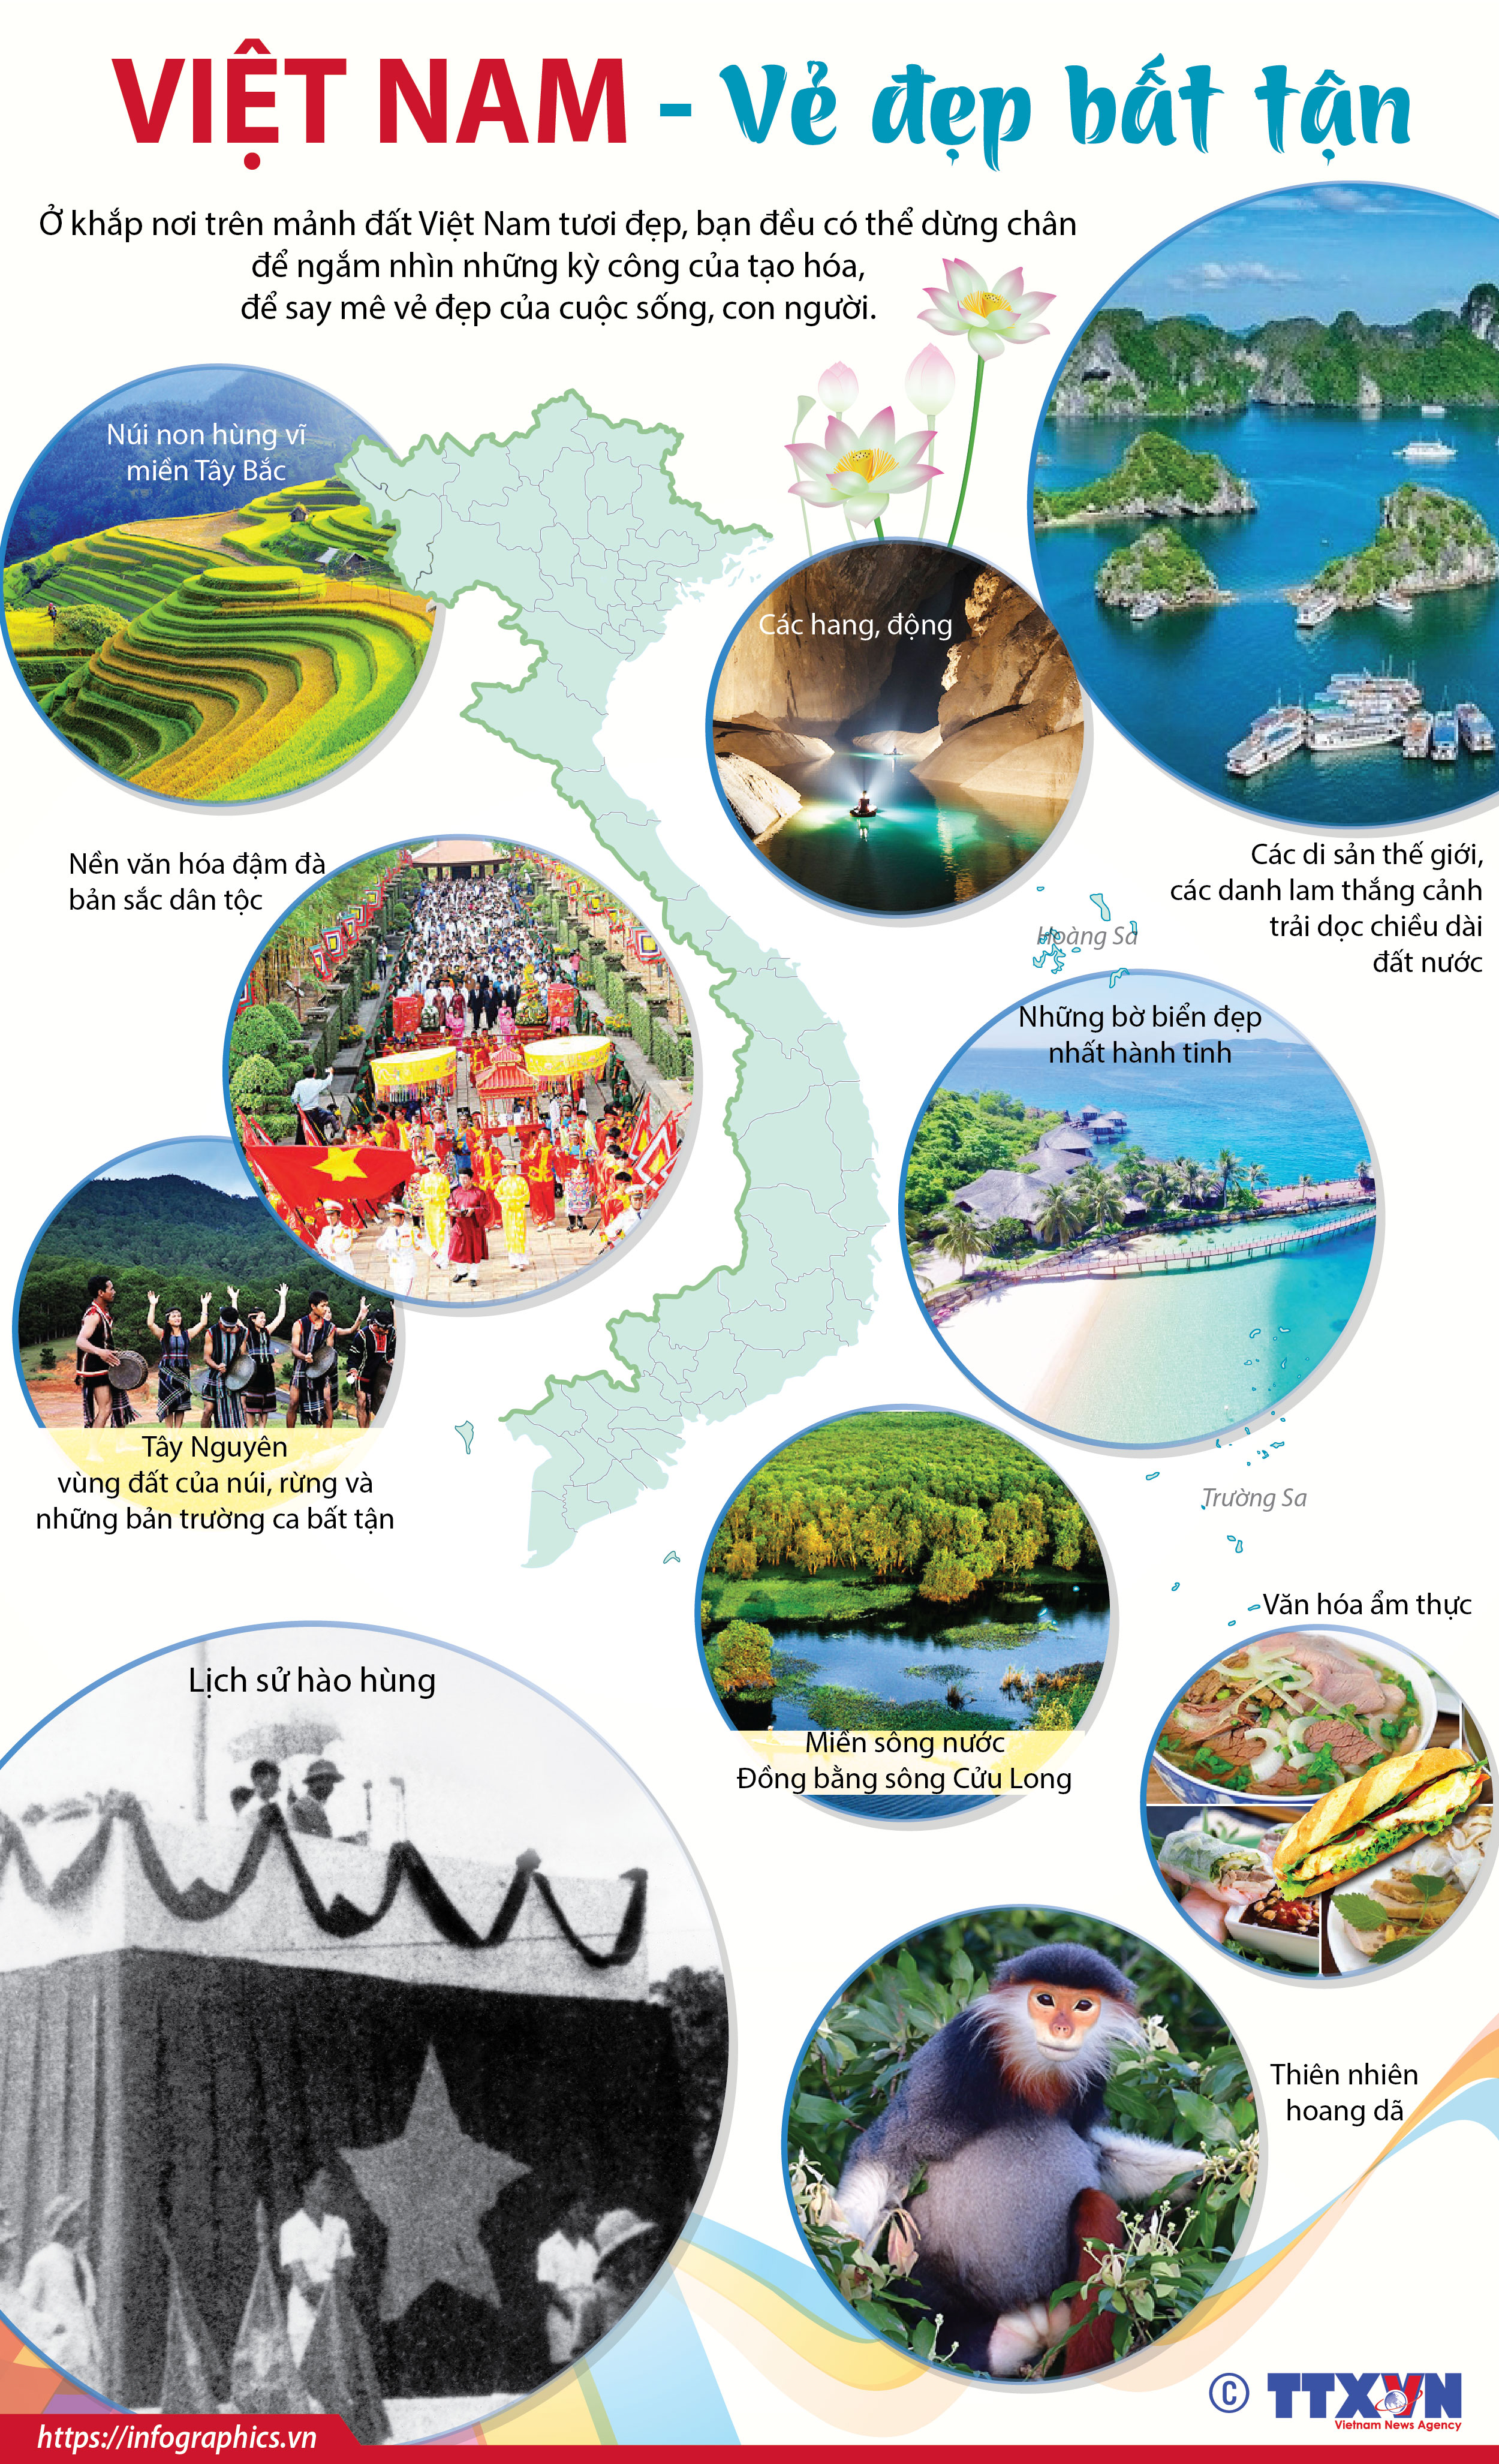 VIỆT NAM - Vẻ đẹp bất tận
Ở khắp nơi trên mảnh đất Việt Nam tươi đẹp, bạn đều có thể dừng chân
để ngắm nhìn những kỳ công của tạo hóa,
để say mê vẻ đẹp của cuộc sống, con người.
Núi non hùng vĩ
miền Tây Bắc
Các hang, động
Các di sản thế giới,
các danh lam thắng cảnh
trải dọc chiều dài
đất nước
Nền văn hóa đậm đà
bản sắc dân tộc
Hoàng Sa
Những bờ biển đẹp
nhất hành tinh
Tây Nguyên
vùng đất của núi, rừng và
những bản trường ca bất tận
Trường Sa
Miền sông nước
Đồng bằng sông Cửu Long
Văn hóa ẩm thực
Lịch sử hào hùng
Thiên nhiên
hoang dã
© TTXVN
Vietnam News Agency
https://infographics.vn